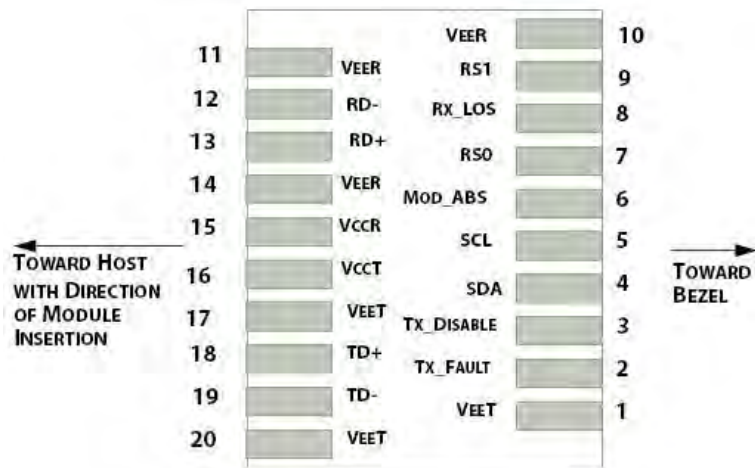 11 VEER
12 RD-
13 RD+
14 VEER
15 VCCR
16 VCCT
17 VEET
18 TD+
19 TD-
20 VEET
VEER 10
RS1 9
RX_LOS 8
RS0 7
MOD_ABS 6
SCL 5
SDA 4
TX_DISABLE 3
TX_FAULT 2
VEET 1
TOWARD HOST
WITH DIRECTION
OF MODULE
INSERTION
TOWARD
BEZEL